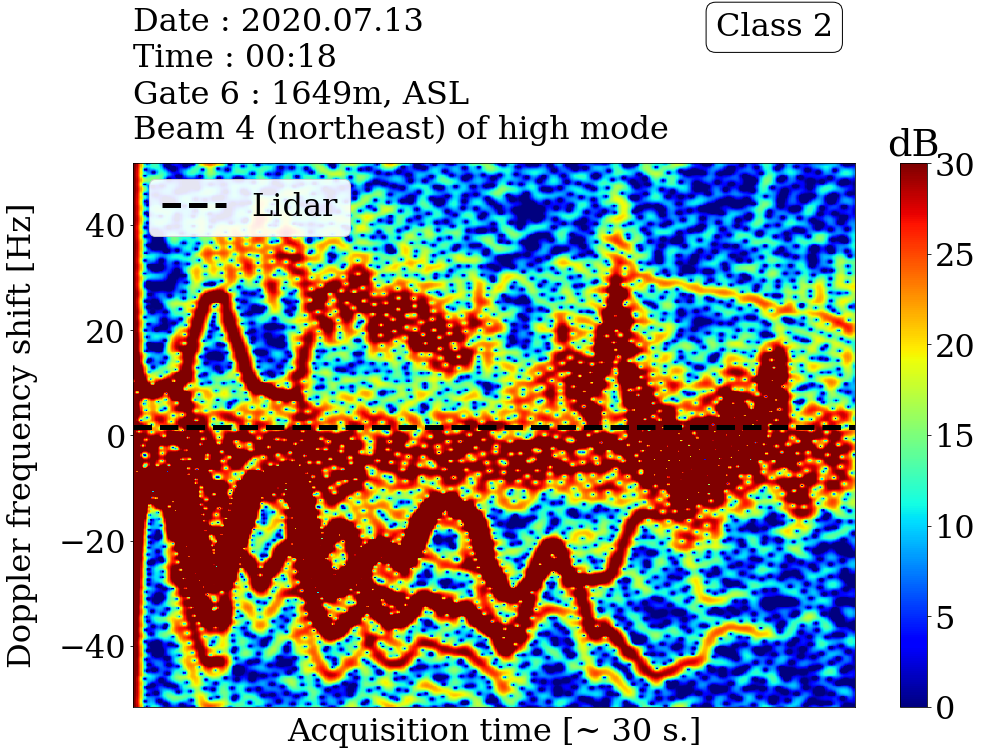 Date : 2020.07.13
Time : 00:18
Gate 6 : 1649m, ASL
Beam 4 (northeast) of high mode
Class 2
dB
Lidar
Doppler frequency shift [Hz]
40
20
0
−20
−40
30
25
20
15
10
5
0
Acquisition time [~ 30 s.]